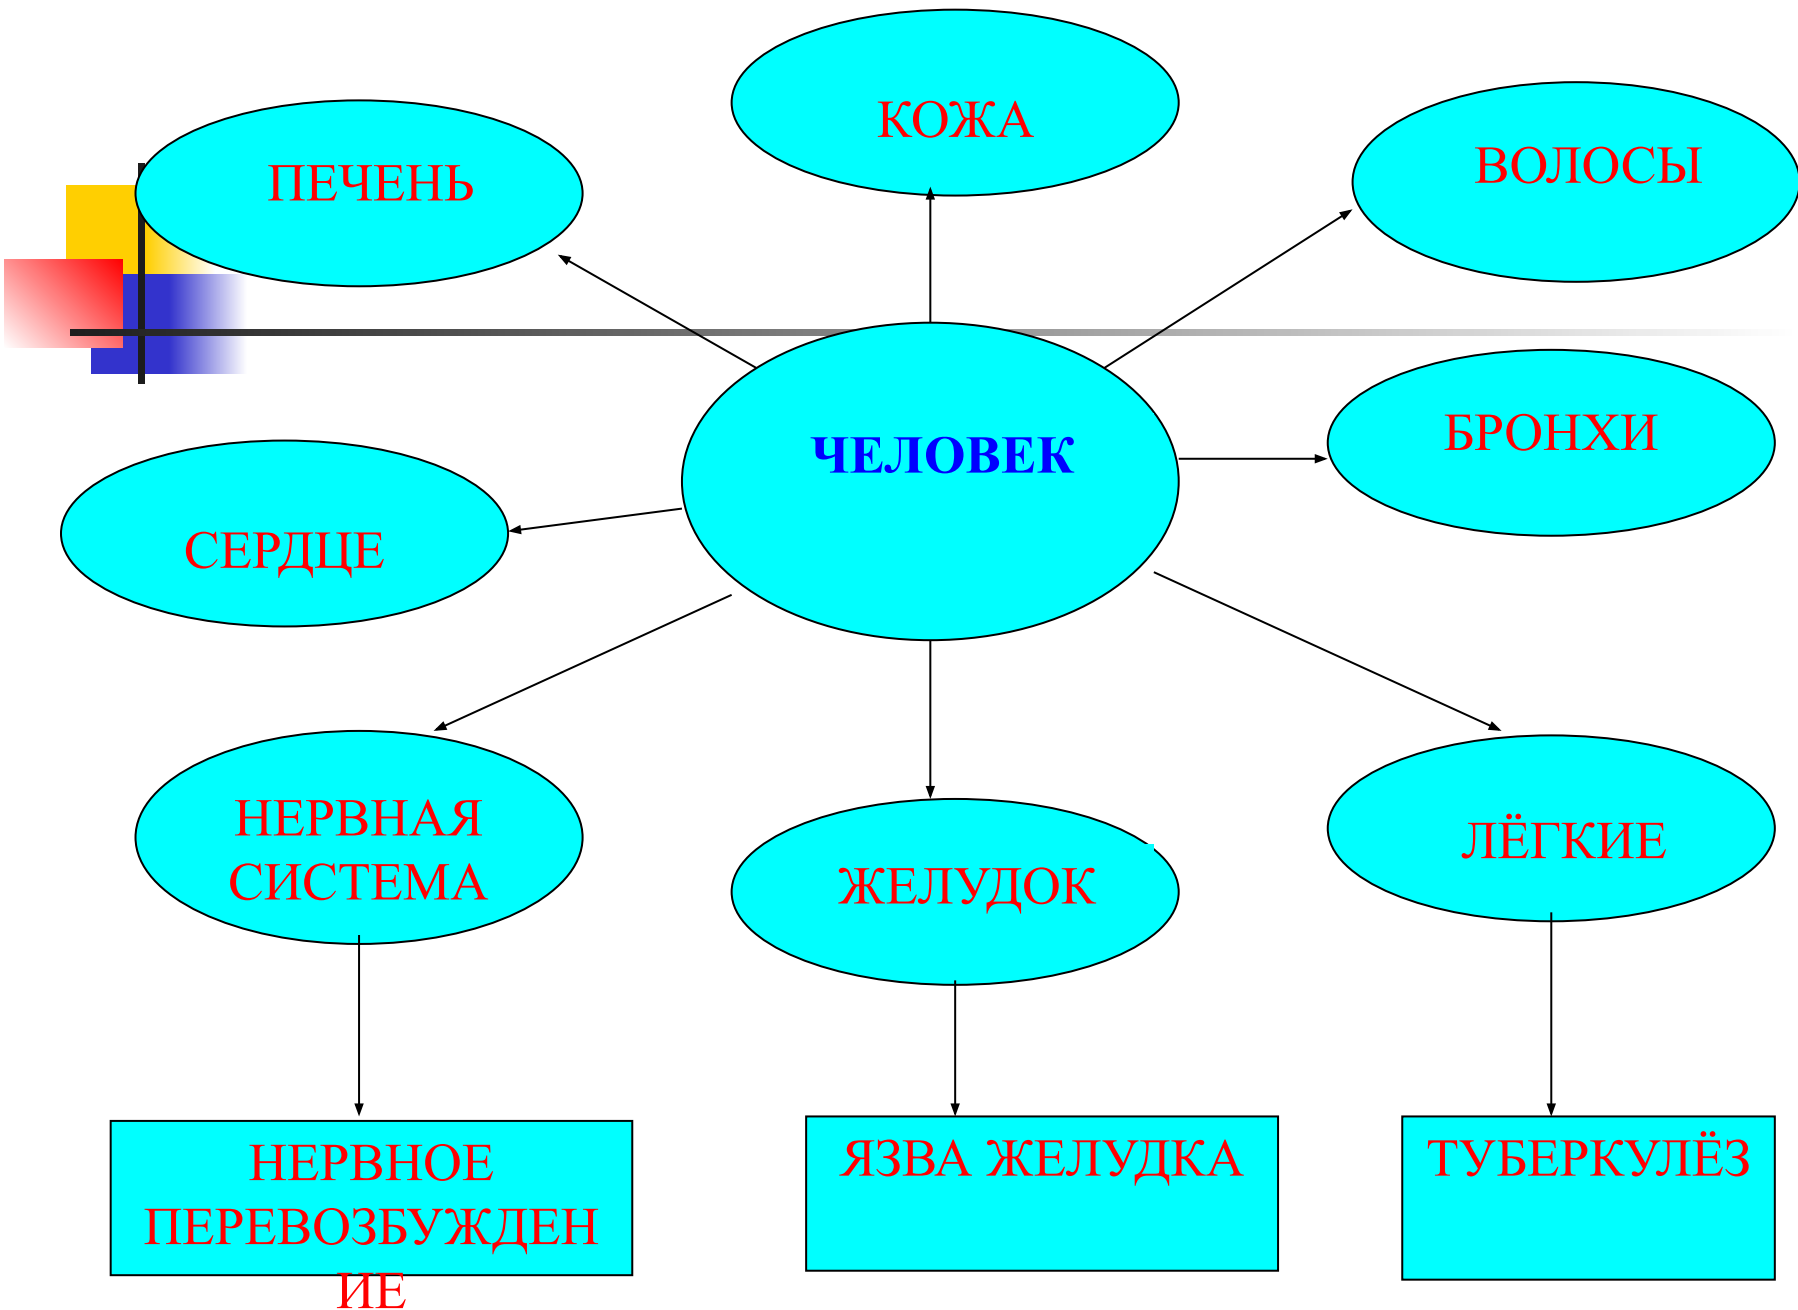 КОЖА
ВОЛОСЫ
ПЕЧЕНЬ
БРОНХИ
ЧЕЛОВЕК
СЕРДЦЕ
НЕРВНАЯ
СИСТЕМА
ЖЕЛУДОК
ЛЁГКИЕ
НЕРВНОЕ
ПЕРЕВОЗБУЖДЕН
ИЕ
ЯЗВА ЖЕЛУДКА
ТУБЕРКУЛЁЗ